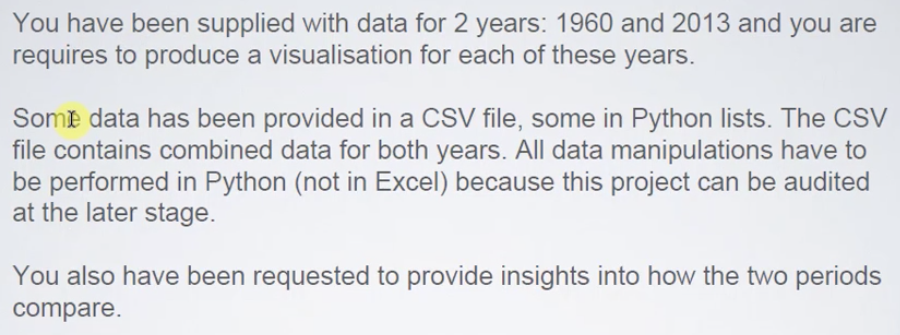 You have been supplied with data for 2 years: 1960 and 2013 and you are
requires to produce a visualisation for each of these years.
Some data has been provided in a CSV file, some in Python lists. The CSV
file contains combined data for both years. All data manipulations have to
be performed in Python (not in Excel) because this project can be audited
at the later stage.
You also have been requested to provide insights into how the two periods
compare.